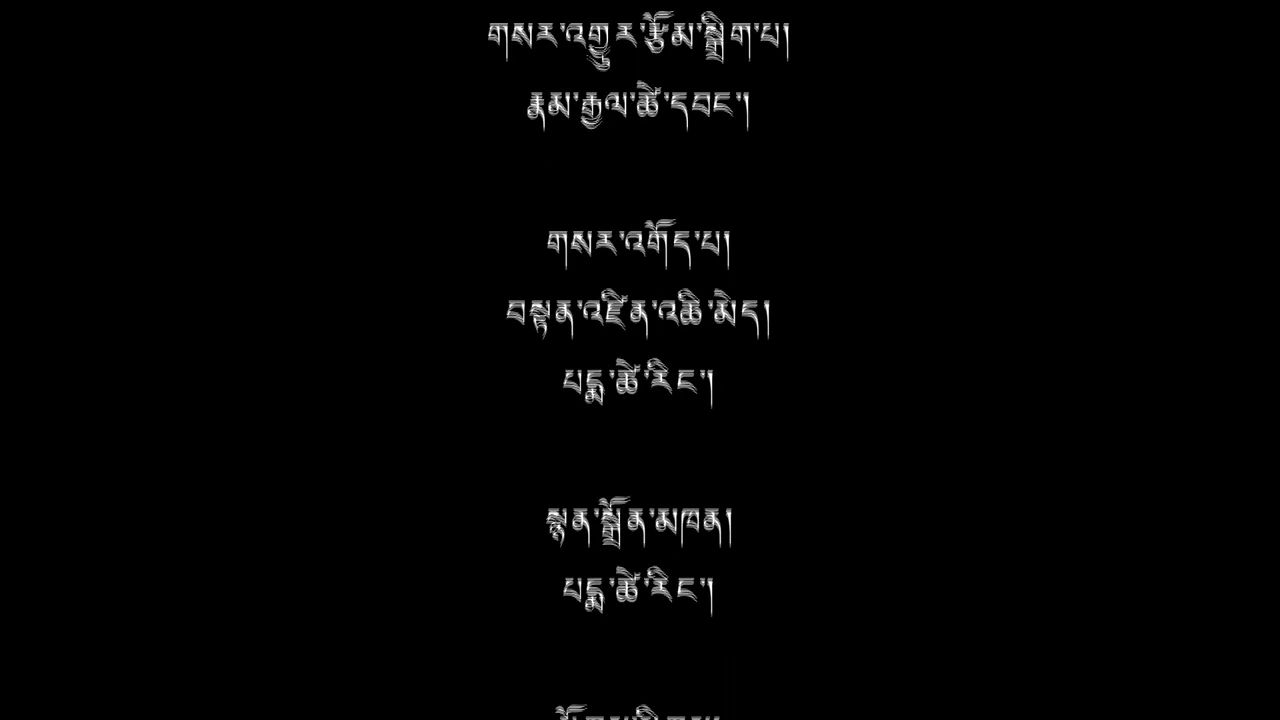 གསར་འགྱུར་རྩོམ་སྒྲིག་པ།
རྣམ་རྒྱལ་ཚེ་དབང་།
གསར་འགོད་པ།
བསྟན་འཛིན་འཆི་མེད།
པདྨ་ཚེ་རིང་།
སྙན་སྒྲོན་མཁན།
པདྨ་ཚེ་རིང་།